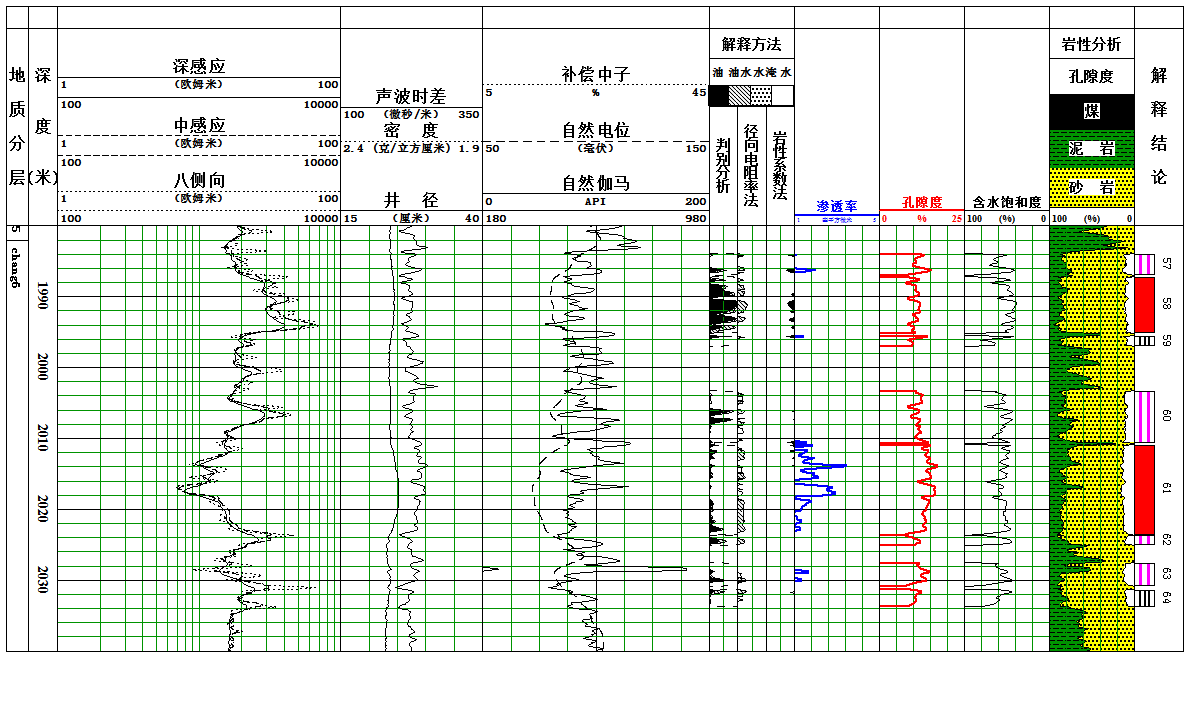 地质分层
深度(米)
深感应
1 (欧姆米) 100
100 10000
中感应
1 (欧姆米) 100
100 10000
八侧向
1 (欧姆米) 100
100 10000
声波时差
100 (微秒/米) 350
密 度
2.4 (克/立方厘米) 1.9
井 径
15 (厘米) 40
补偿中子
5 % 45
自然电位
50 (毫伏) 150
自然伽马
0 API 200
180 980
解释方法
油 油水 水淹 水
判别分析
径向电阻率法
岩性系数法
渗透率
1 5
孔隙度
0 % 25
含水饱和度
100 (%) 0
岩性分析
孔隙度
煤
泥 岩
砂 岩
100 (%) 0
解释结论
5
chang6
1990
2000
2010
2020
2030
57
58
59
60
61
62
63
64